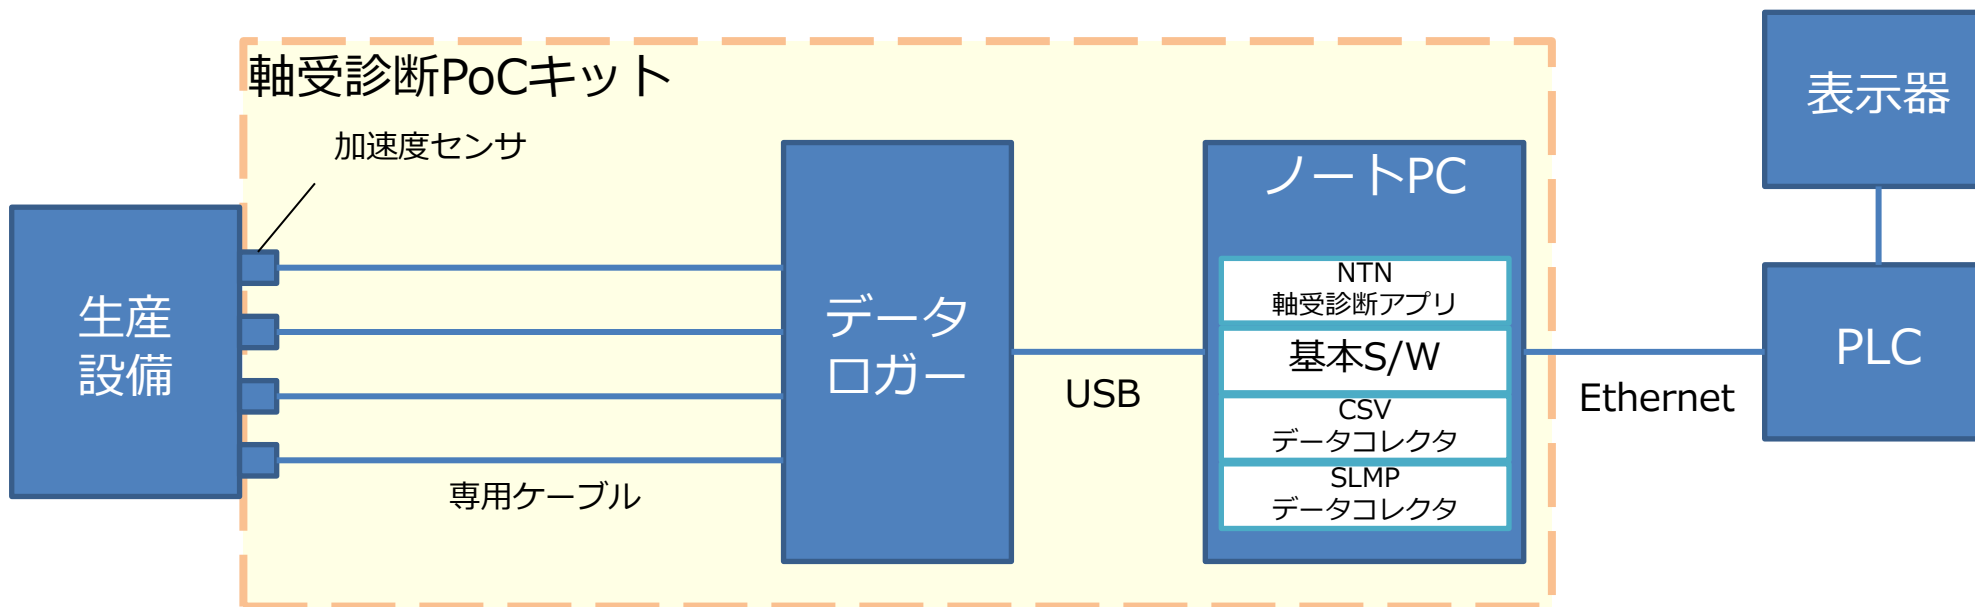 軸受診断PoCキット
加速度センサ
生産
設備
専用ケーブル
データ
ロガー
USB
ノートPC
NTN
軸受診断アプリ
基本S/W
CSV
データコレクタ
SLMP
データコレクタ
Ethernet
表示器
PLC